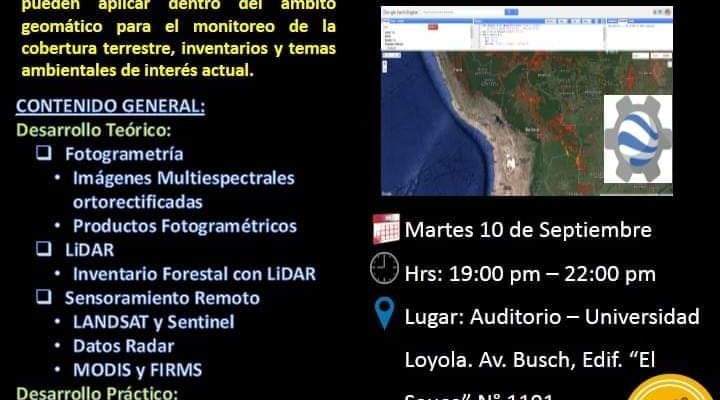 pueden aplicar dentro del ámbito
geomático para el monitoreo de la
cobertura terrestre, inventarios y temas
ambientales de interés actual.
CONTENIDO GENERAL:
Desarrollo Teórico:
❑ Fotogrametría
• Imágenes Multiespectrales
ortorectificadas
• Productos Fotogramétricos
❑ LiDAR
• Inventario Forestal con LiDAR
❑ Sensoramiento Remoto
• LANDSAT y Sentinel
• Datos Radar
• MODIS y FIRMS
Desarrollo Práctico:
Martes 10 de Septiembre
Hrs: 19:00 pm – 22:00 pm
Lugar: Auditorio – Universidad
Loyola. Av. Busch, Edif. “El